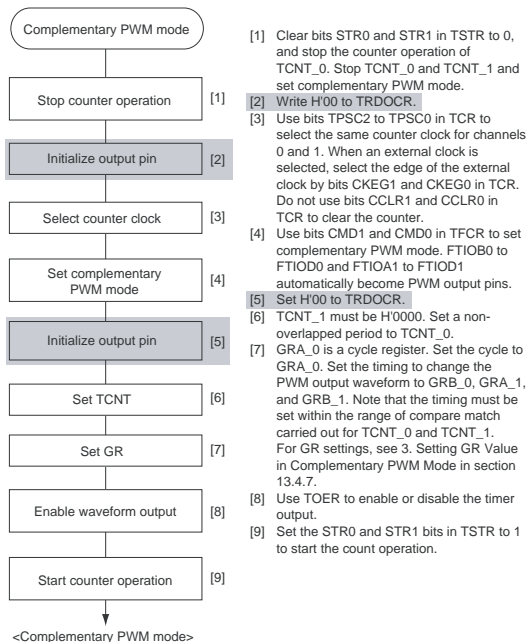 Complementary PWM mode
Stop counter operation [1]
Initialize output pin [2]
Select counter clock [3]
Set complementary
PWM mode [4]
Initialize output pin [5]
Set TCNT [6]
Set GR [7]
Enable waveform output [8]
Start counter operation [9]
<Complementary PWM mode>
[1] Clear bits STR0 and STR1 in TSTR to 0,
and stop the counter operation of
TCNT_0. Stop TCNT_0 and TCNT_1 and
set complementary PWM mode.
[2] Write H'00 to TRDOCR.
[3] Use bits TPSC2 to TPSC0 in TCR to
select the same counter clock for channels
0 and 1. When an external clock is
selected, select the edge of the external
clock by bits CKEG1 and CKEG0 in TCR.
Do not use bits CCLR1 and CCLR0 in
TCR to clear the counter.
[4] Use bits CMD1 and CMD0 in TFCR to set
complementary PWM mode. FTIOB0 to
FTIOD0 and FTIOA1 to FTIOD1
automatically become PWM output pins.
[5] Set H'00 to TRDOCR.
[6] TCNT_1 must be H'0000. Set a non-
overlapped period to TCNT_0.
[7] GRA_0 is a cycle register. Set the cycle to
GRA_0. Set the timing to change the
PWM output waveform to GRB_0, GRA_1,
and GRB_1. Note that the timing must be
set within the range of compare match
carried out for TCNT_0 and TCNT_1.
For GR settings, see 3. Setting GR Value
in Complementary PWM Mode in section
13.4.7.
[8] Use TOER to enable or disable the timer
output.
[9] Set the STR0 and STR1 bits in TSTR to 1
to start the count operation.